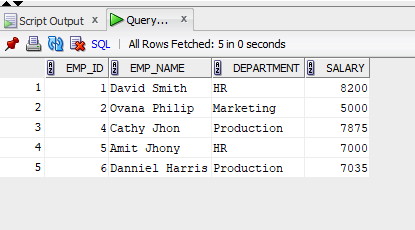 Script Output x Query... x
SQL | All Rows Fetched: 5 in 0 seconds
EMP_ID EMP_NAME DEPARTMENT SALARY
1 1 David Smith HR 8200
2 2 Ovana Philip Marketing 5000
3 4 Cathy Jhon Production 7875
4 5 Amit Jhony HR 7000
5 6 Danniel Harris Production 7035